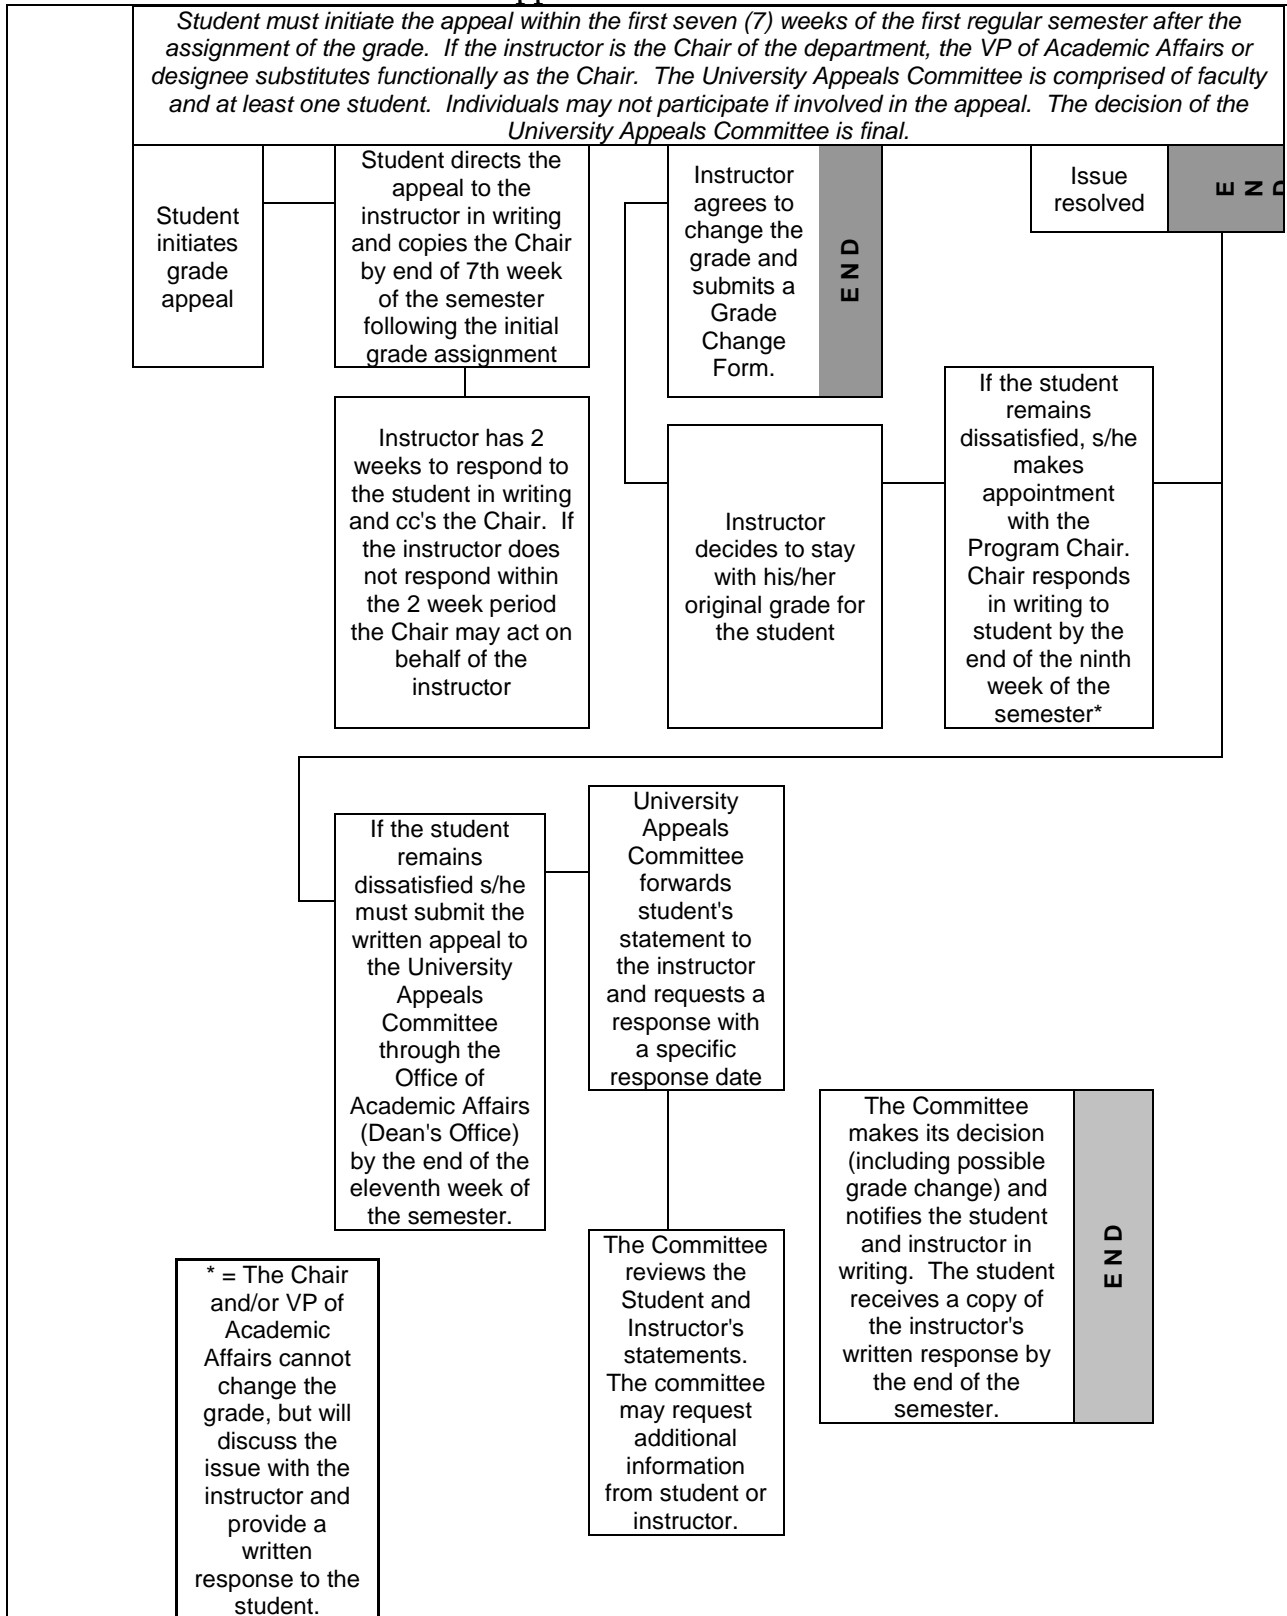 Student must initiate the appeal within the first seven (7) weeks of the first regular semester after the
assignment of the grade.  If the instructor is the Chair of the department, the VP of Academic Affairs or
designee substitutes functionally as the Chair.  The University Appeals Committee is comprised of faculty
and at least one student.  Individuals may not participate if involved in the appeal.  The decision of the
University Appeals Committee is final.
Student
initiates
grade
appeal
Student directs the
appeal to the
instructor in writing
and copies the Chair
by end of 7th week
of the semester
following the initial
grade assignment
Instructor
agrees to
change the
grade and
submits a
Grade
Change
Form.
END
Issue
resolved
END
Instructor has 2
weeks to respond to
the student in writing
and cc's the Chair.  If
the instructor does
not respond within
the 2 week period
the Chair may act on
behalf of the
instructor
Instructor
decides to stay
with his/her
original grade for
the student
If the student
remains
dissatisfied, s/he
makes
appointment
with the
Program Chair.
Chair responds
in writing to
student by the
end of the ninth
week of the
semester*
If the student
remains
dissatisfied s/he
must submit the
written appeal to
the University
Appeals
Committee
through the
Office of
Academic Affairs
(Dean's Office)
by the end of the
eleventh week of
the semester.
University
Appeals
Committee
forwards
student's
statement to
the instructor
and requests a
response with
a specific
response date
The Committee
reviews the
Student and
Instructor's
statements.
The committee
may request
additional
information
from student or
instructor.
The Committee
makes its decision
(including possible
grade change) and
notifies the student
and instructor in
writing.  The student
receives a copy of
the instructor's
written response by
the end of the
semester.
END
* = The Chair
and/or VP of
Academic
Affairs cannot
change the
grade, but will
discuss the
issue with the
instructor and
provide a
written
response to the
student.